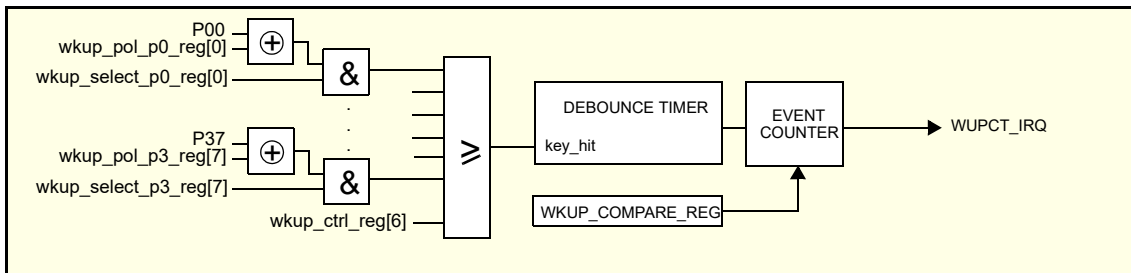 P00
wkup_pol_p0_reg[0]
wkup_select_p0_reg[0]
&
P37
wkup_pol_p3_reg[7]
wkup_select_p3_reg[7]
&
wkup_ctrl_reg[6]
≥
DEBOUNCE TIMER
key_hit
WKUP_COMPARE_REG
EVENT
COUNTER
WUPCT_IRQ